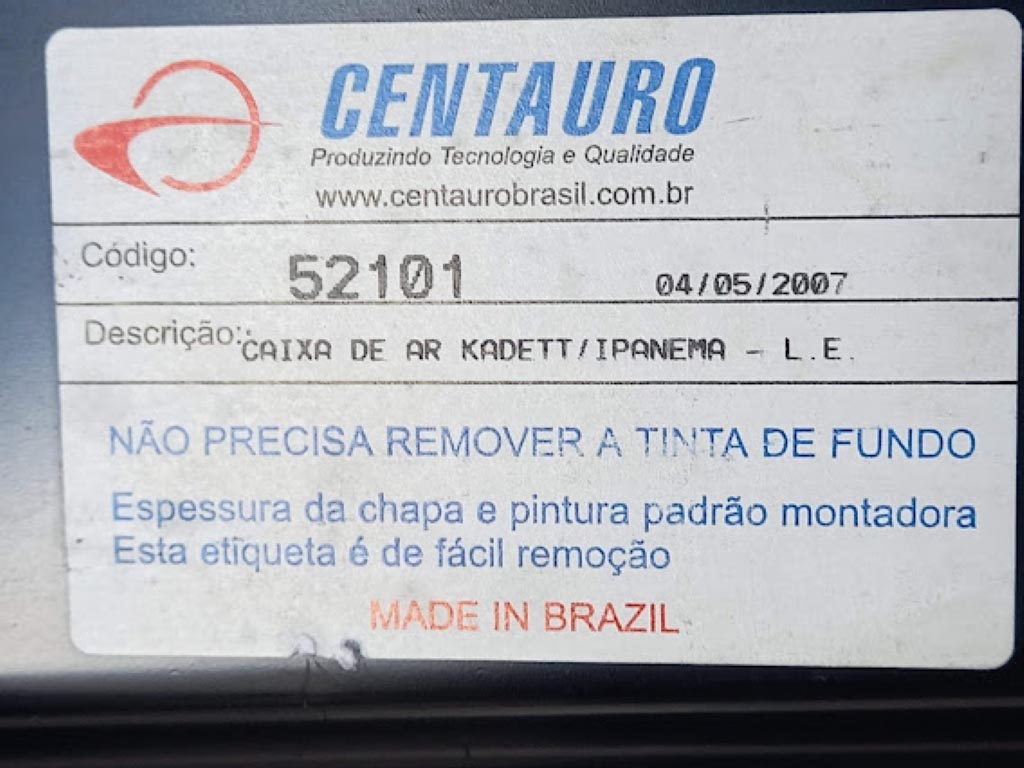 CENTAURO
Produzindo Tecnologia e Qualidade
www.centaurobrasil.com.br
Código: 52101 04/05/2007
Descrição: CAIXA DE AR KADETT/IPANEMA - L.E.
NÃO PRECISA REMOVER A TINTA DE FUNDO
Espessura da chapa e pintura padrão montadora
Esta etiqueta é de fácil remoção
MADE IN BRAZIL